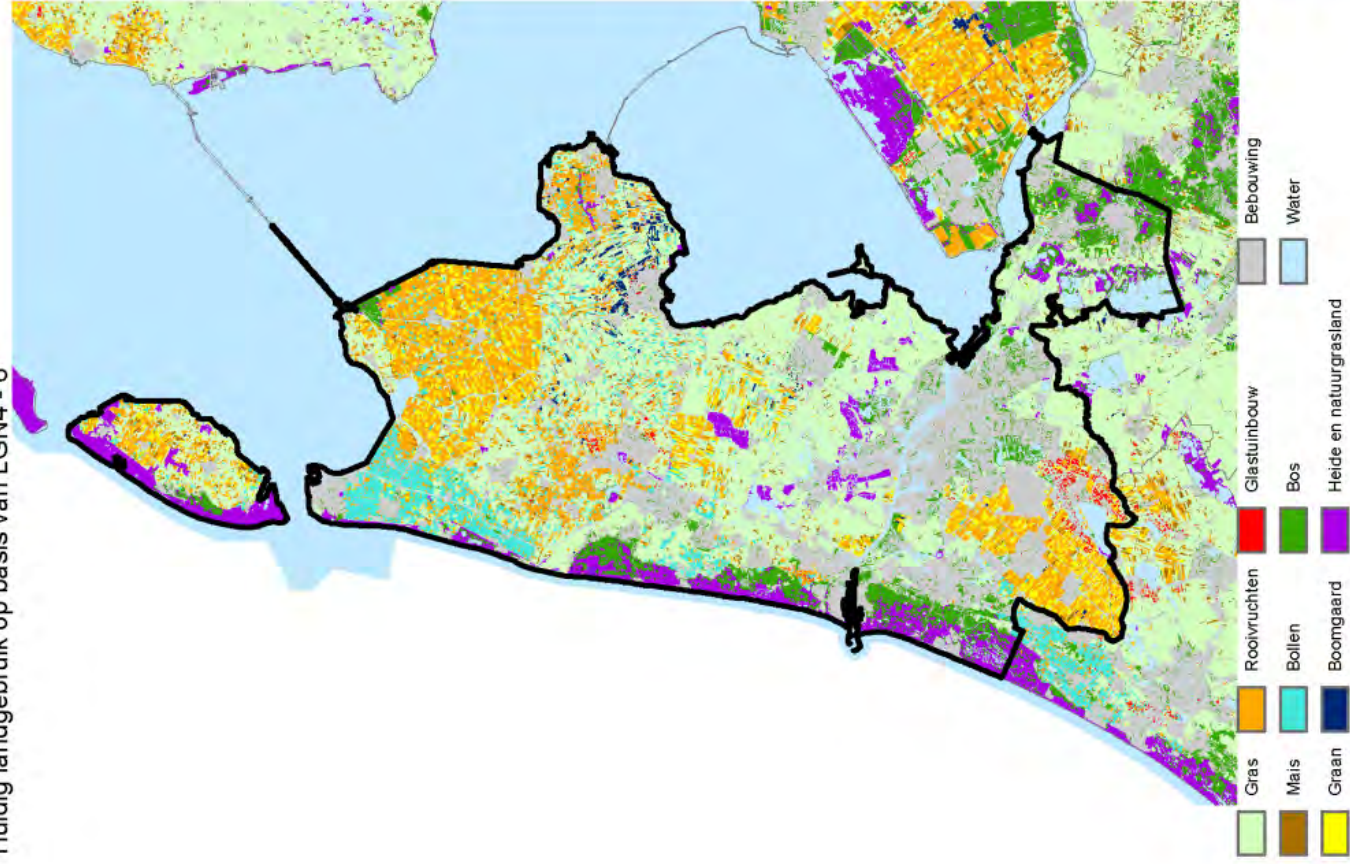 Huidig landgebruik op basis van LGN4 - 6
Gras
Mais
Graan
Rooivruchten
Bollen
Boomgaard
Glastuinbouw
Bos
Heide en natuurgrasland
Bebouwing
Water